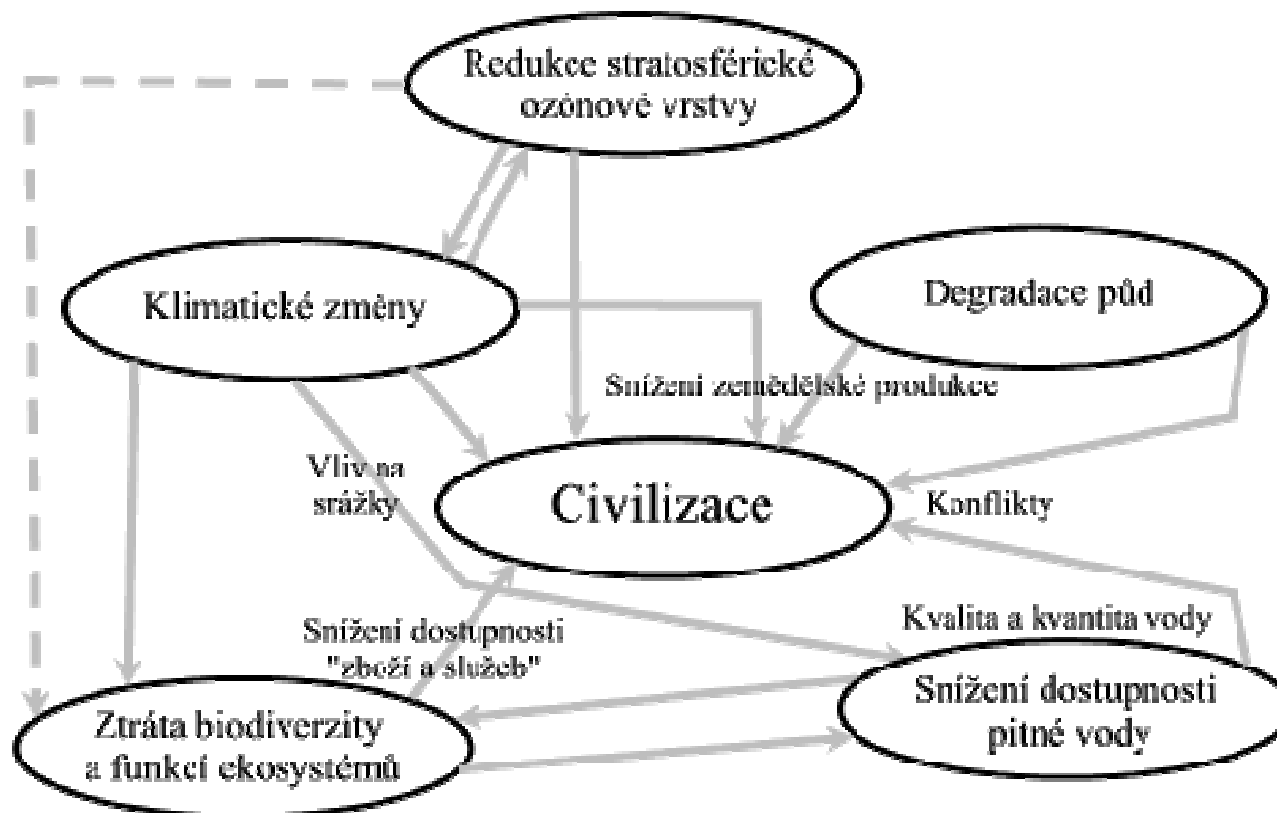 Redukce stratosférické
ozónové vrstvy
Klimatické změny
Degradace půd
Snížení zemědělské produkce
Vliv na
srážky
Civilizace
Konflikty
Snížení dostupnosti
"zboží a služeb"
Kvalita a kvantita vody
Snížení dostupnosti
pitné vody
Ztráta biodiverzity
a funkcí ekosystémů